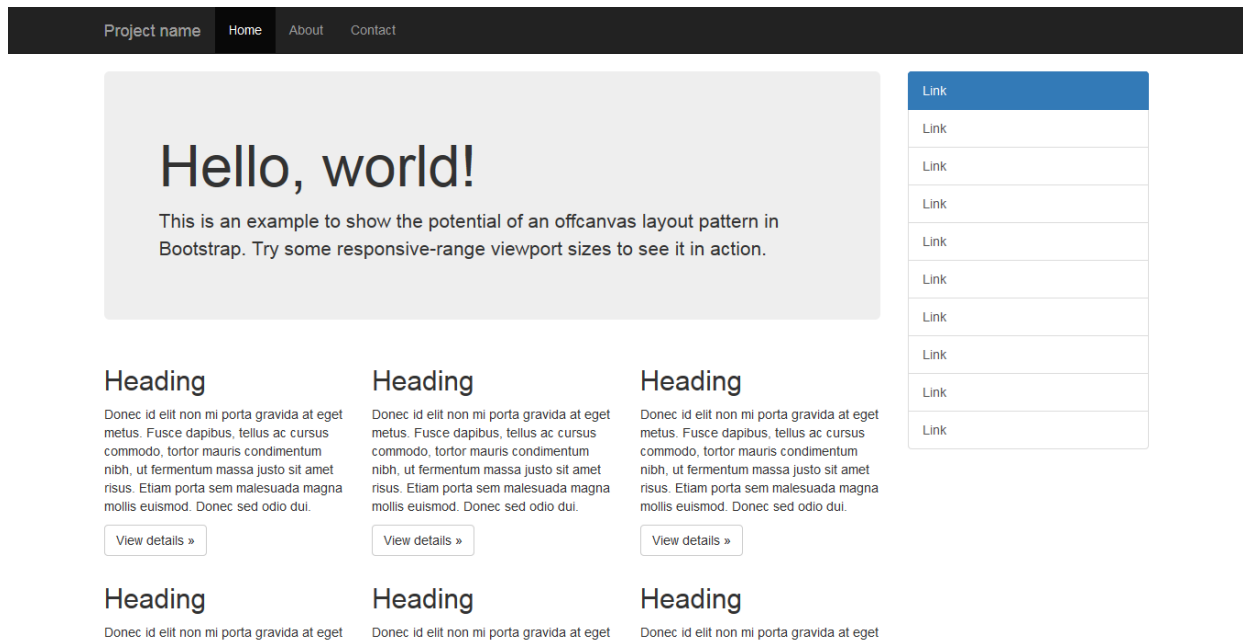 Project name Home About Contact
Hello, world!
This is an example to show the potential of an offcanvas layout pattern in
Bootstrap. Try some responsive-range viewport sizes to see it in action.
Heading
Donec id elit non mi porta gravida at eget
metus. Fusce dapibus, tellus ac cursus
commodo, tortor mauris condimentum
nibh, ut fermentum massa justo sit amet
risus. Etiam porta sem malesuada magna
mollis euismod. Donec sed odio dui.
View details »
Heading
Donec id elit non mi porta gravida at eget
metus. Fusce dapibus, tellus ac cursus
commodo, tortor mauris condimentum
nibh, ut fermentum massa justo sit amet
risus. Etiam porta sem malesuada magna
mollis euismod. Donec sed odio dui.
View details »
Heading
Donec id elit non mi porta gravida at eget
metus. Fusce dapibus, tellus ac cursus
commodo, tortor mauris condimentum
nibh, ut fermentum massa justo sit amet
risus. Etiam porta sem malesuada magna
mollis euismod. Donec sed odio dui.
View details »
Heading
Donec id elit non mi porta gravida at eget
Heading
Donec id elit non mi porta gravida at eget
Heading
Donec id elit non mi porta gravida at eget
Link
Link
Link
Link
Link
Link
Link
Link
Link
Link